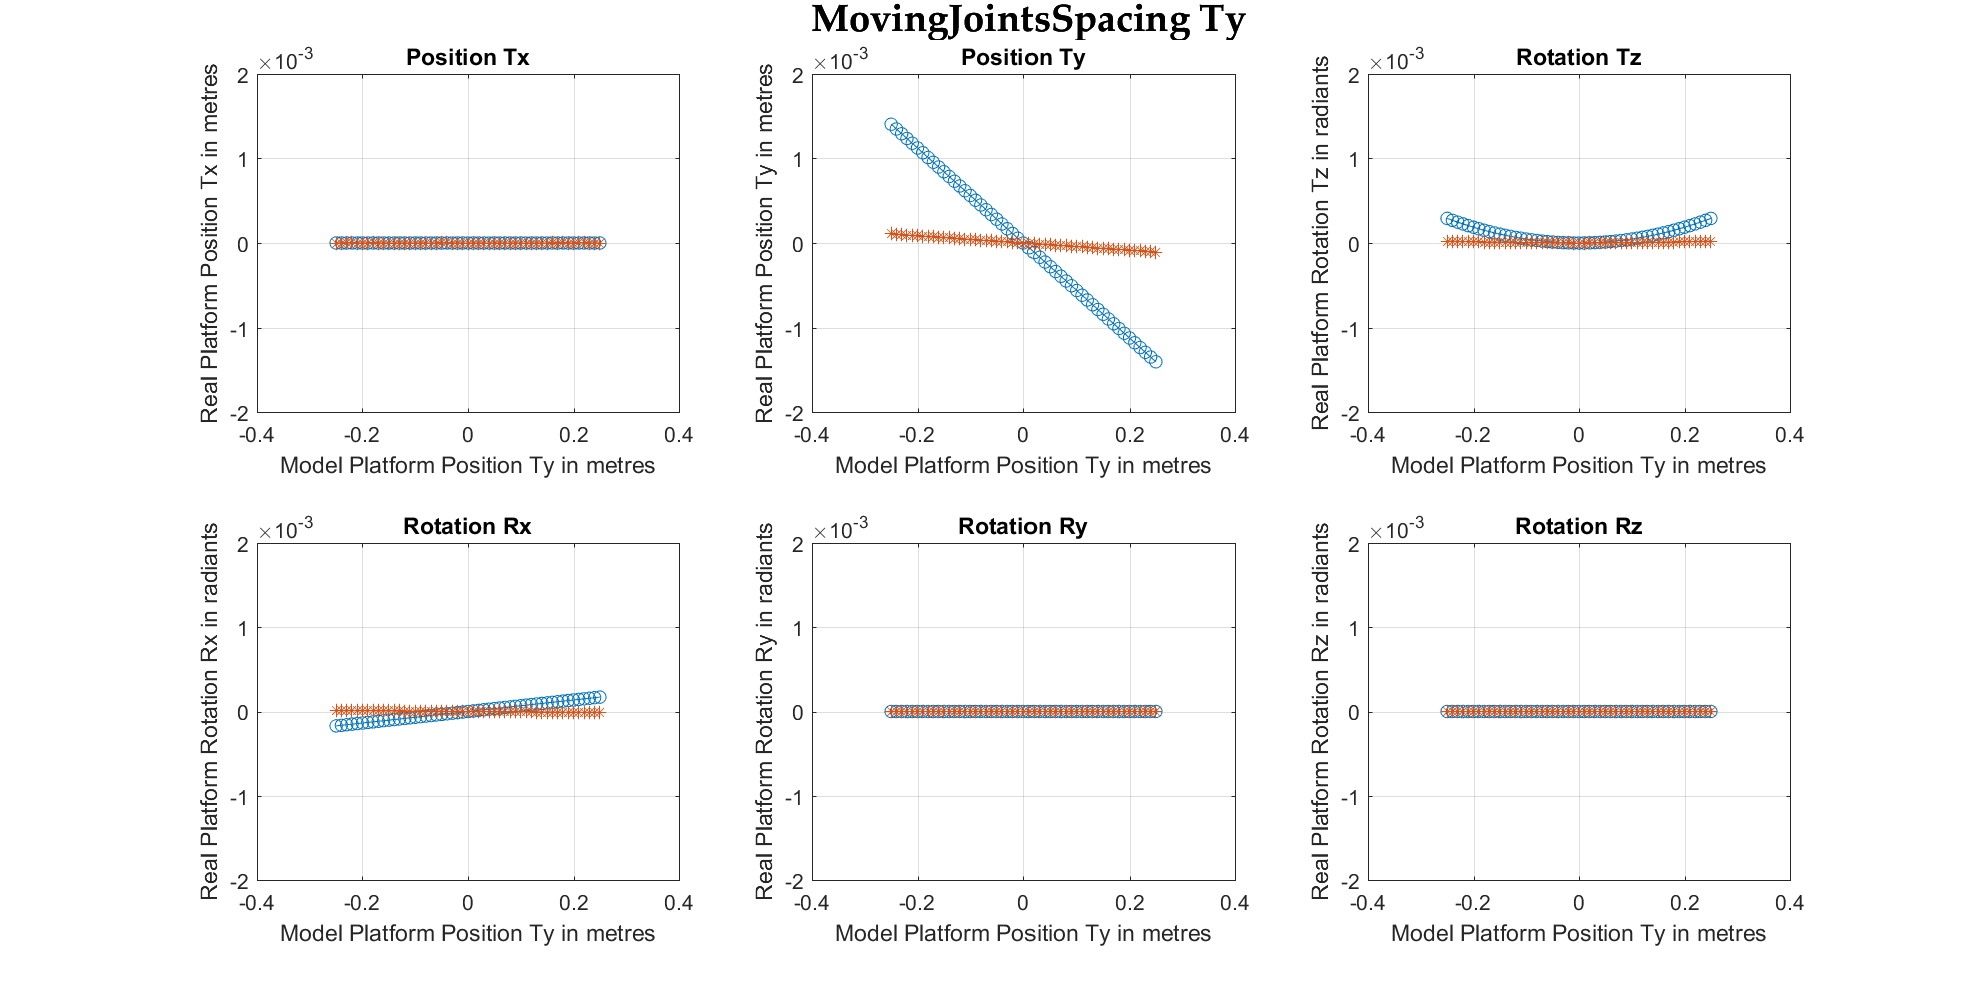 MovingJointsSpacing Ty
Position Tx
×10-3
Real Platform Position Tx in metres
2
1
0
-1
-2
-0.4 -0.2 0 0.2 0.4
Model Platform Position Ty in metres
Position Ty
×10-3
Real Platform Position Ty in metres
2
1
0
-1
-2
-0.4 -0.2 0 0.2 0.4
Model Platform Position Ty in metres
Rotation Tz
×10-3
Real Platform Rotation Tz in radiants
2
1
0
-1
-2
-0.4 -0.2 0 0.2 0.4
Model Platform Position Ty in metres
Rotation Rx
×10-3
Real Platform Rotation Rx in radiants
2
1
0
-1
-2
-0.4 -0.2 0 0.2 0.4
Model Platform Position Ty in metres
Rotation Ry
×10-3
Real Platform Rotation Ry in radiants
2
1
0
-1
-2
-0.4 -0.2 0 0.2 0.4
Model Platform Position Ty in metres
Rotation Rz
×10-3
Real Platform Rotation Rz in radiants
2
1
0
-1
-2
-0.4 -0.2 0 0.2 0.4
Model Platform Position Ty in metres